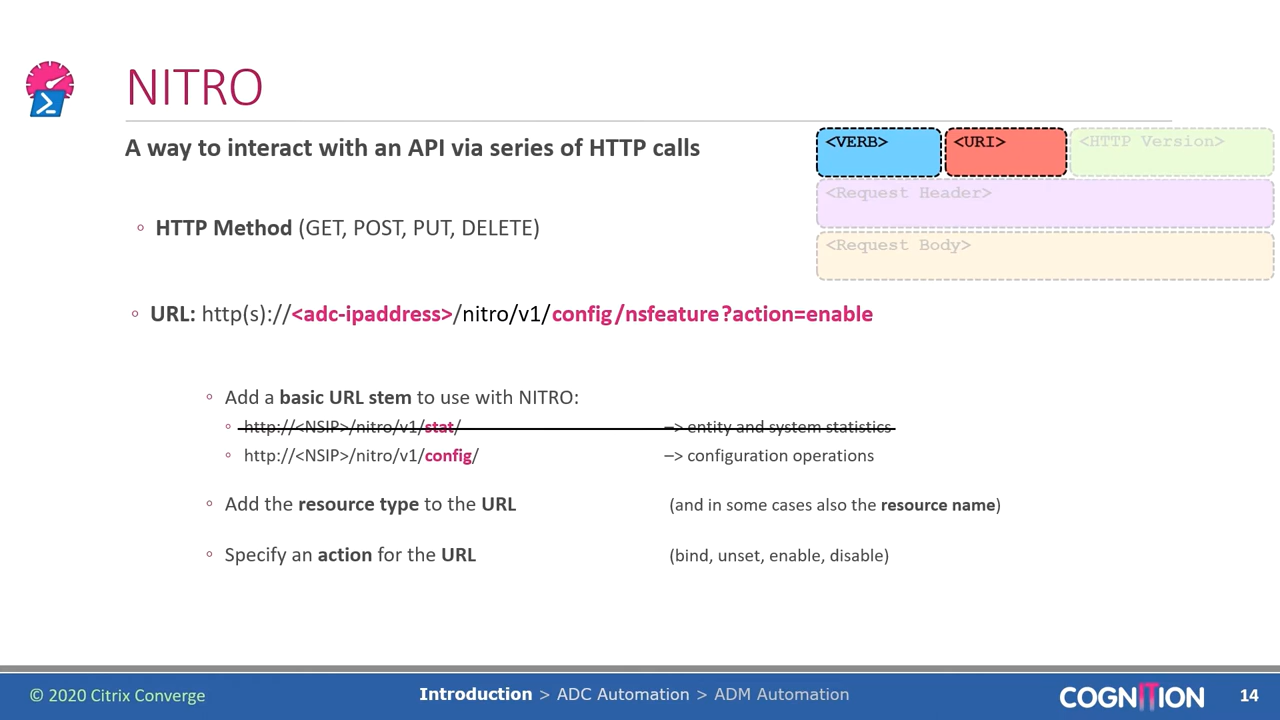 NITRO
A way to interact with an API via series of HTTP calls
<VERB> <URI> <HTTP Version>
<Request Header>
<Request Body>
◦ HTTP Method (GET, POST, PUT, DELETE)
◦ URL: http(s)://<adc-ipaddress>/nitro/v1/config/nsfeature?action=enable
◦ Add a basic URL stem to use with NITRO:
◦ http://<NSIP>/nitro/v1/stat/ –> entity and system statistics
◦ http://<NSIP>/nitro/v1/config/ –> configuration operations
◦ Add the resource type to the URL (and in some cases also the resource name)
◦ Specify an action for the URL (bind, unset, enable, disable)
© 2020 Citrix Converge Introduction > ADC Automation > ADM Automation COGNITION 14